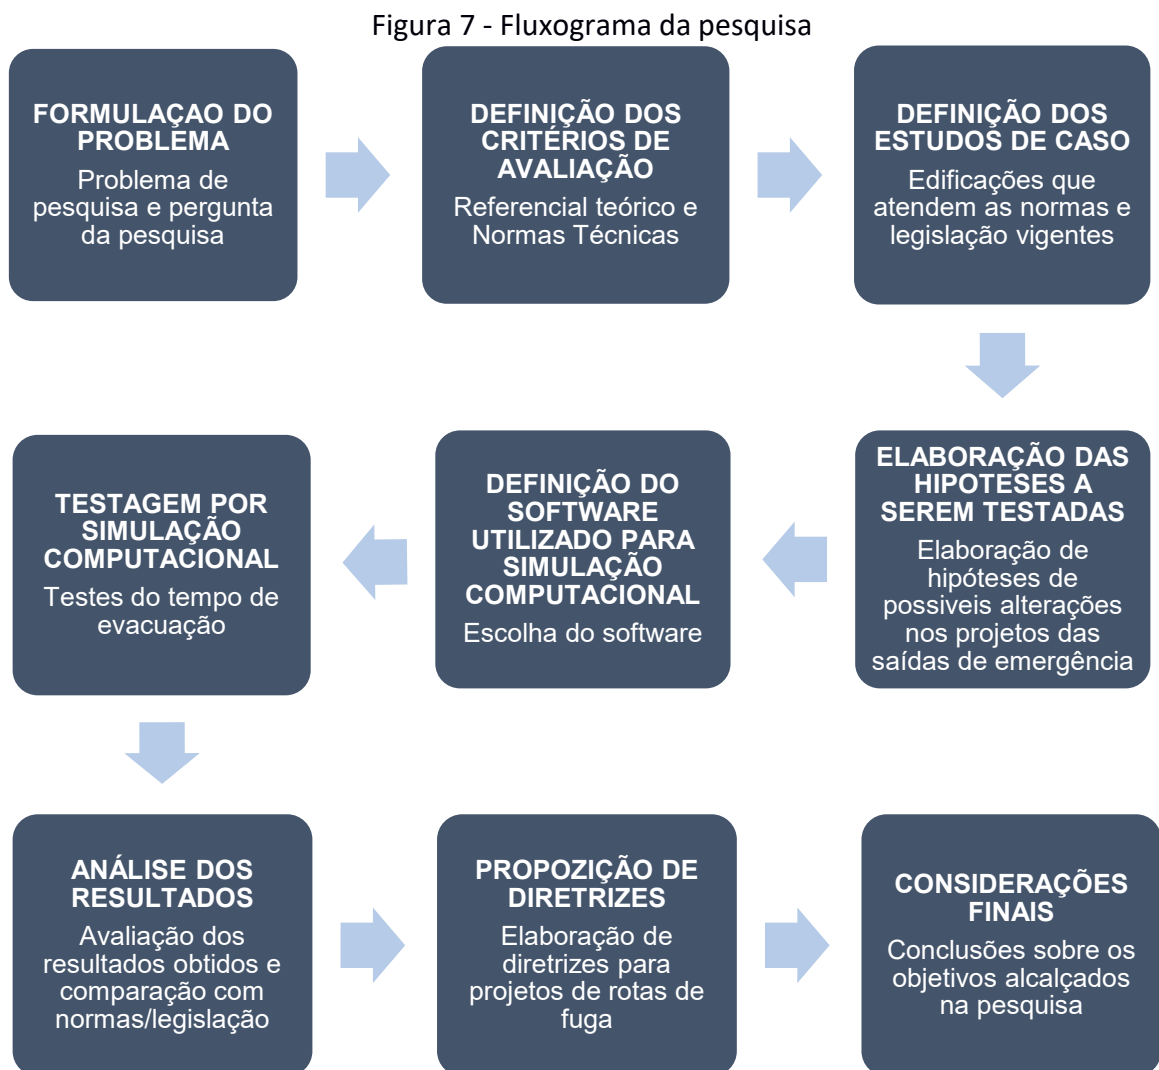 Figura 7 - Fluxograma da pesquisa
FORMULAÇAO DO
PROBLEMA
Problema de
pesquisa e pergunta
da pesquisa
DEFINIÇÃO DOS
CRITÉRIOS DE
AVALIAÇÃO
Referencial teórico e
Normas Técnicas
DEFINIÇÃO DOS
ESTUDOS DE CASO
Edificações que
atendem as normas e
legislação vigentes
ELABORAÇÃO DAS
HIPOTESES A
SEREM TESTADAS
Elaboração de
hipóteses de
possiveis alterações
nos projetos das
saídas de emergência
DEFINIÇÃO DO
SOFTWARE
UTILIZADO PARA
SIMULAÇÃO
COMPUTACIONAL
Escolha do software
TESTAGEM POR
SIMULAÇÃO
COMPUTACIONAL
Testes do tempo de
evacuação
ANÁLISE DOS
RESULTADOS
Avaliação dos
resultados obtidos e
comparação com
normas/legislação
PROPOZIÇÃO DE
DIRETRIZES
Elaboração de
diretrizes para
projetos de rotas de
fuga
CONSIDERAÇÕES
FINAIS
Conclusões sobre os
objetivos alcalçados
na pesquisa